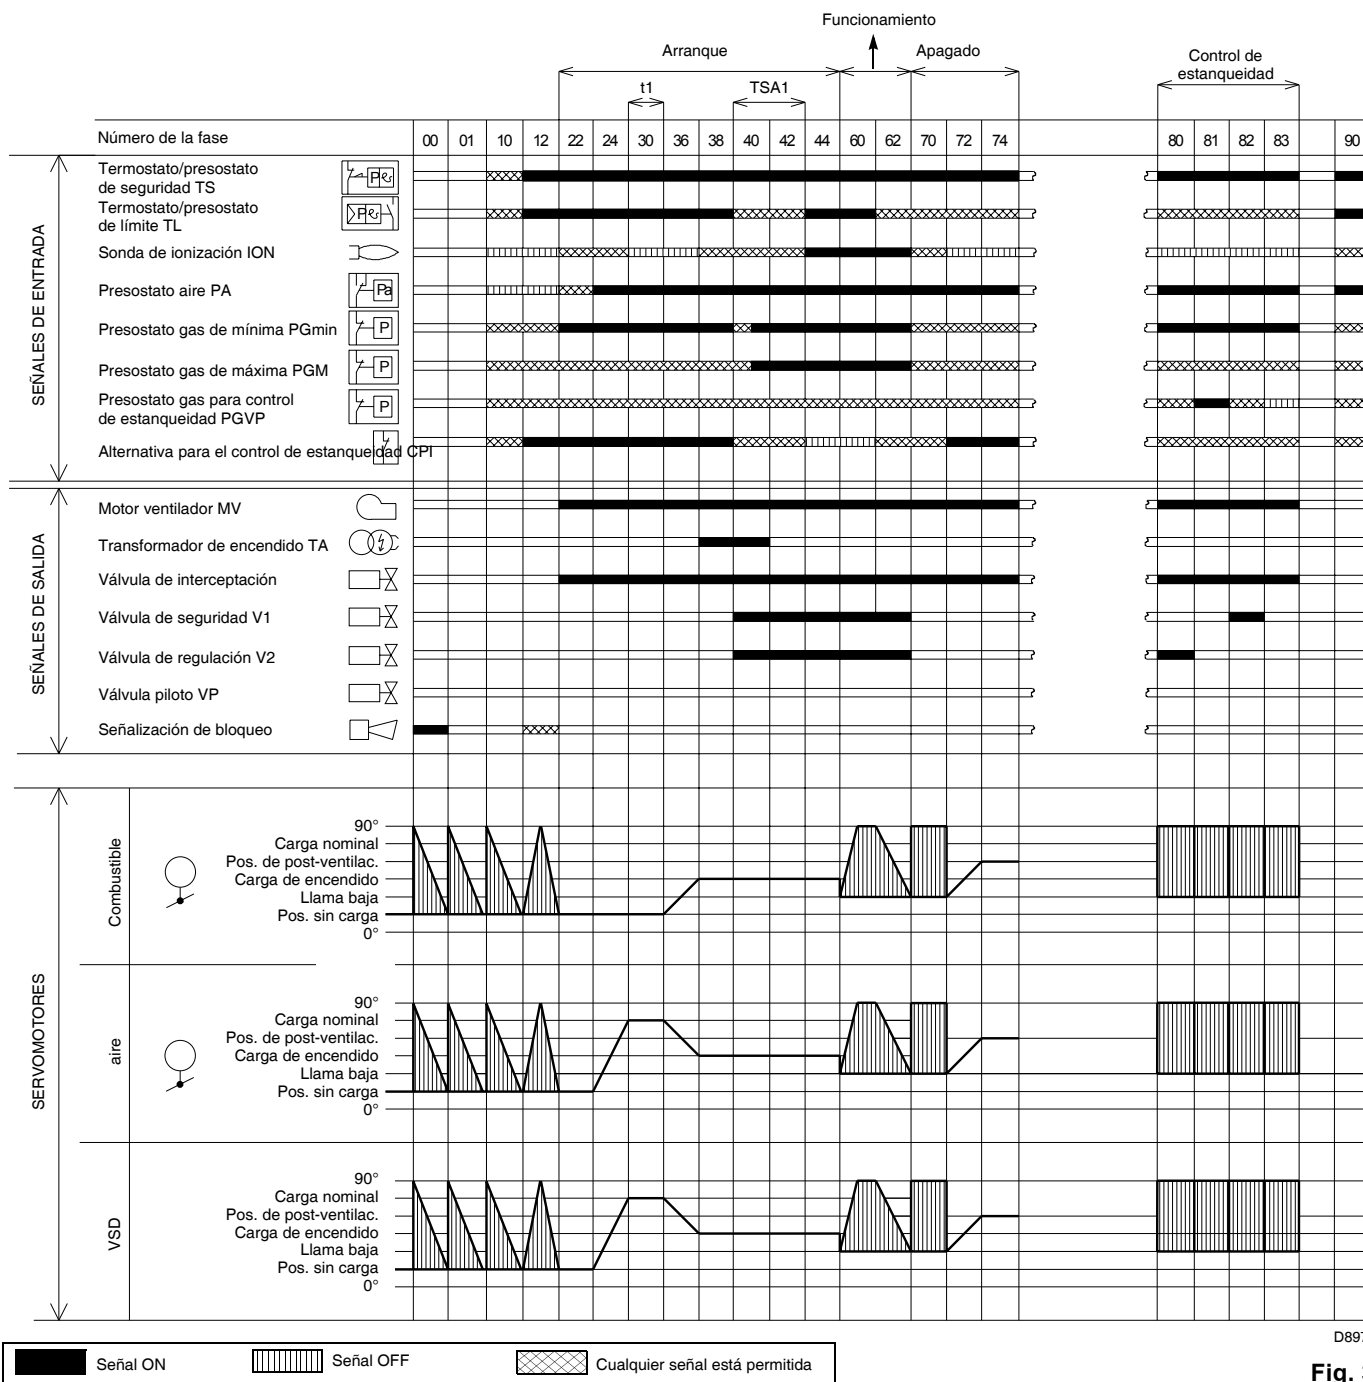 Funcionamiento
Arranque
Apagado
Control de
estanqueidad
t1
TSA1
Número de la fase
00 01 10 12 22 24 30 36 38 40 42 44 60 62 70 72 74 80 81 82 83 90
SEÑALES DE ENTRADA
Termostato/presostato
de seguridad TS
P
Termostato/presostato
de límite TL
P
Sonda de ionización ION
Presostato aire PA
Pa
Presostato gas de mínima PGmin
P
Presostato gas de máxima PGM
P
Presostato gas para control
de estanqueidad PGVP
P
Alternativa para el control de estanqueidad CPI
SEÑALES DE SALIDA
Motor ventilador MV
Transformador de encendido TA
Válvula de interceptación
Válvula de seguridad V1
Válvula de regulación V2
Válvula piloto VP
Señalización de bloqueo
SERVOMOTORES
Combustible
90°
Carga nominal
Pos. de post-ventilac.
Carga de encendido
Llama baja
Pos. sin carga
0°
aire
90°
Carga nominal
Pos. de post-ventilac.
Carga de encendido
Llama baja
Pos. sin carga
0°
VSD
90°
Carga nominal
Pos. de post-ventilac.
Carga de encendido
Llama baja
Pos. sin carga
0°
D897
Señal ON
Señal OFF
Cualquier señal está permitida
Fig.